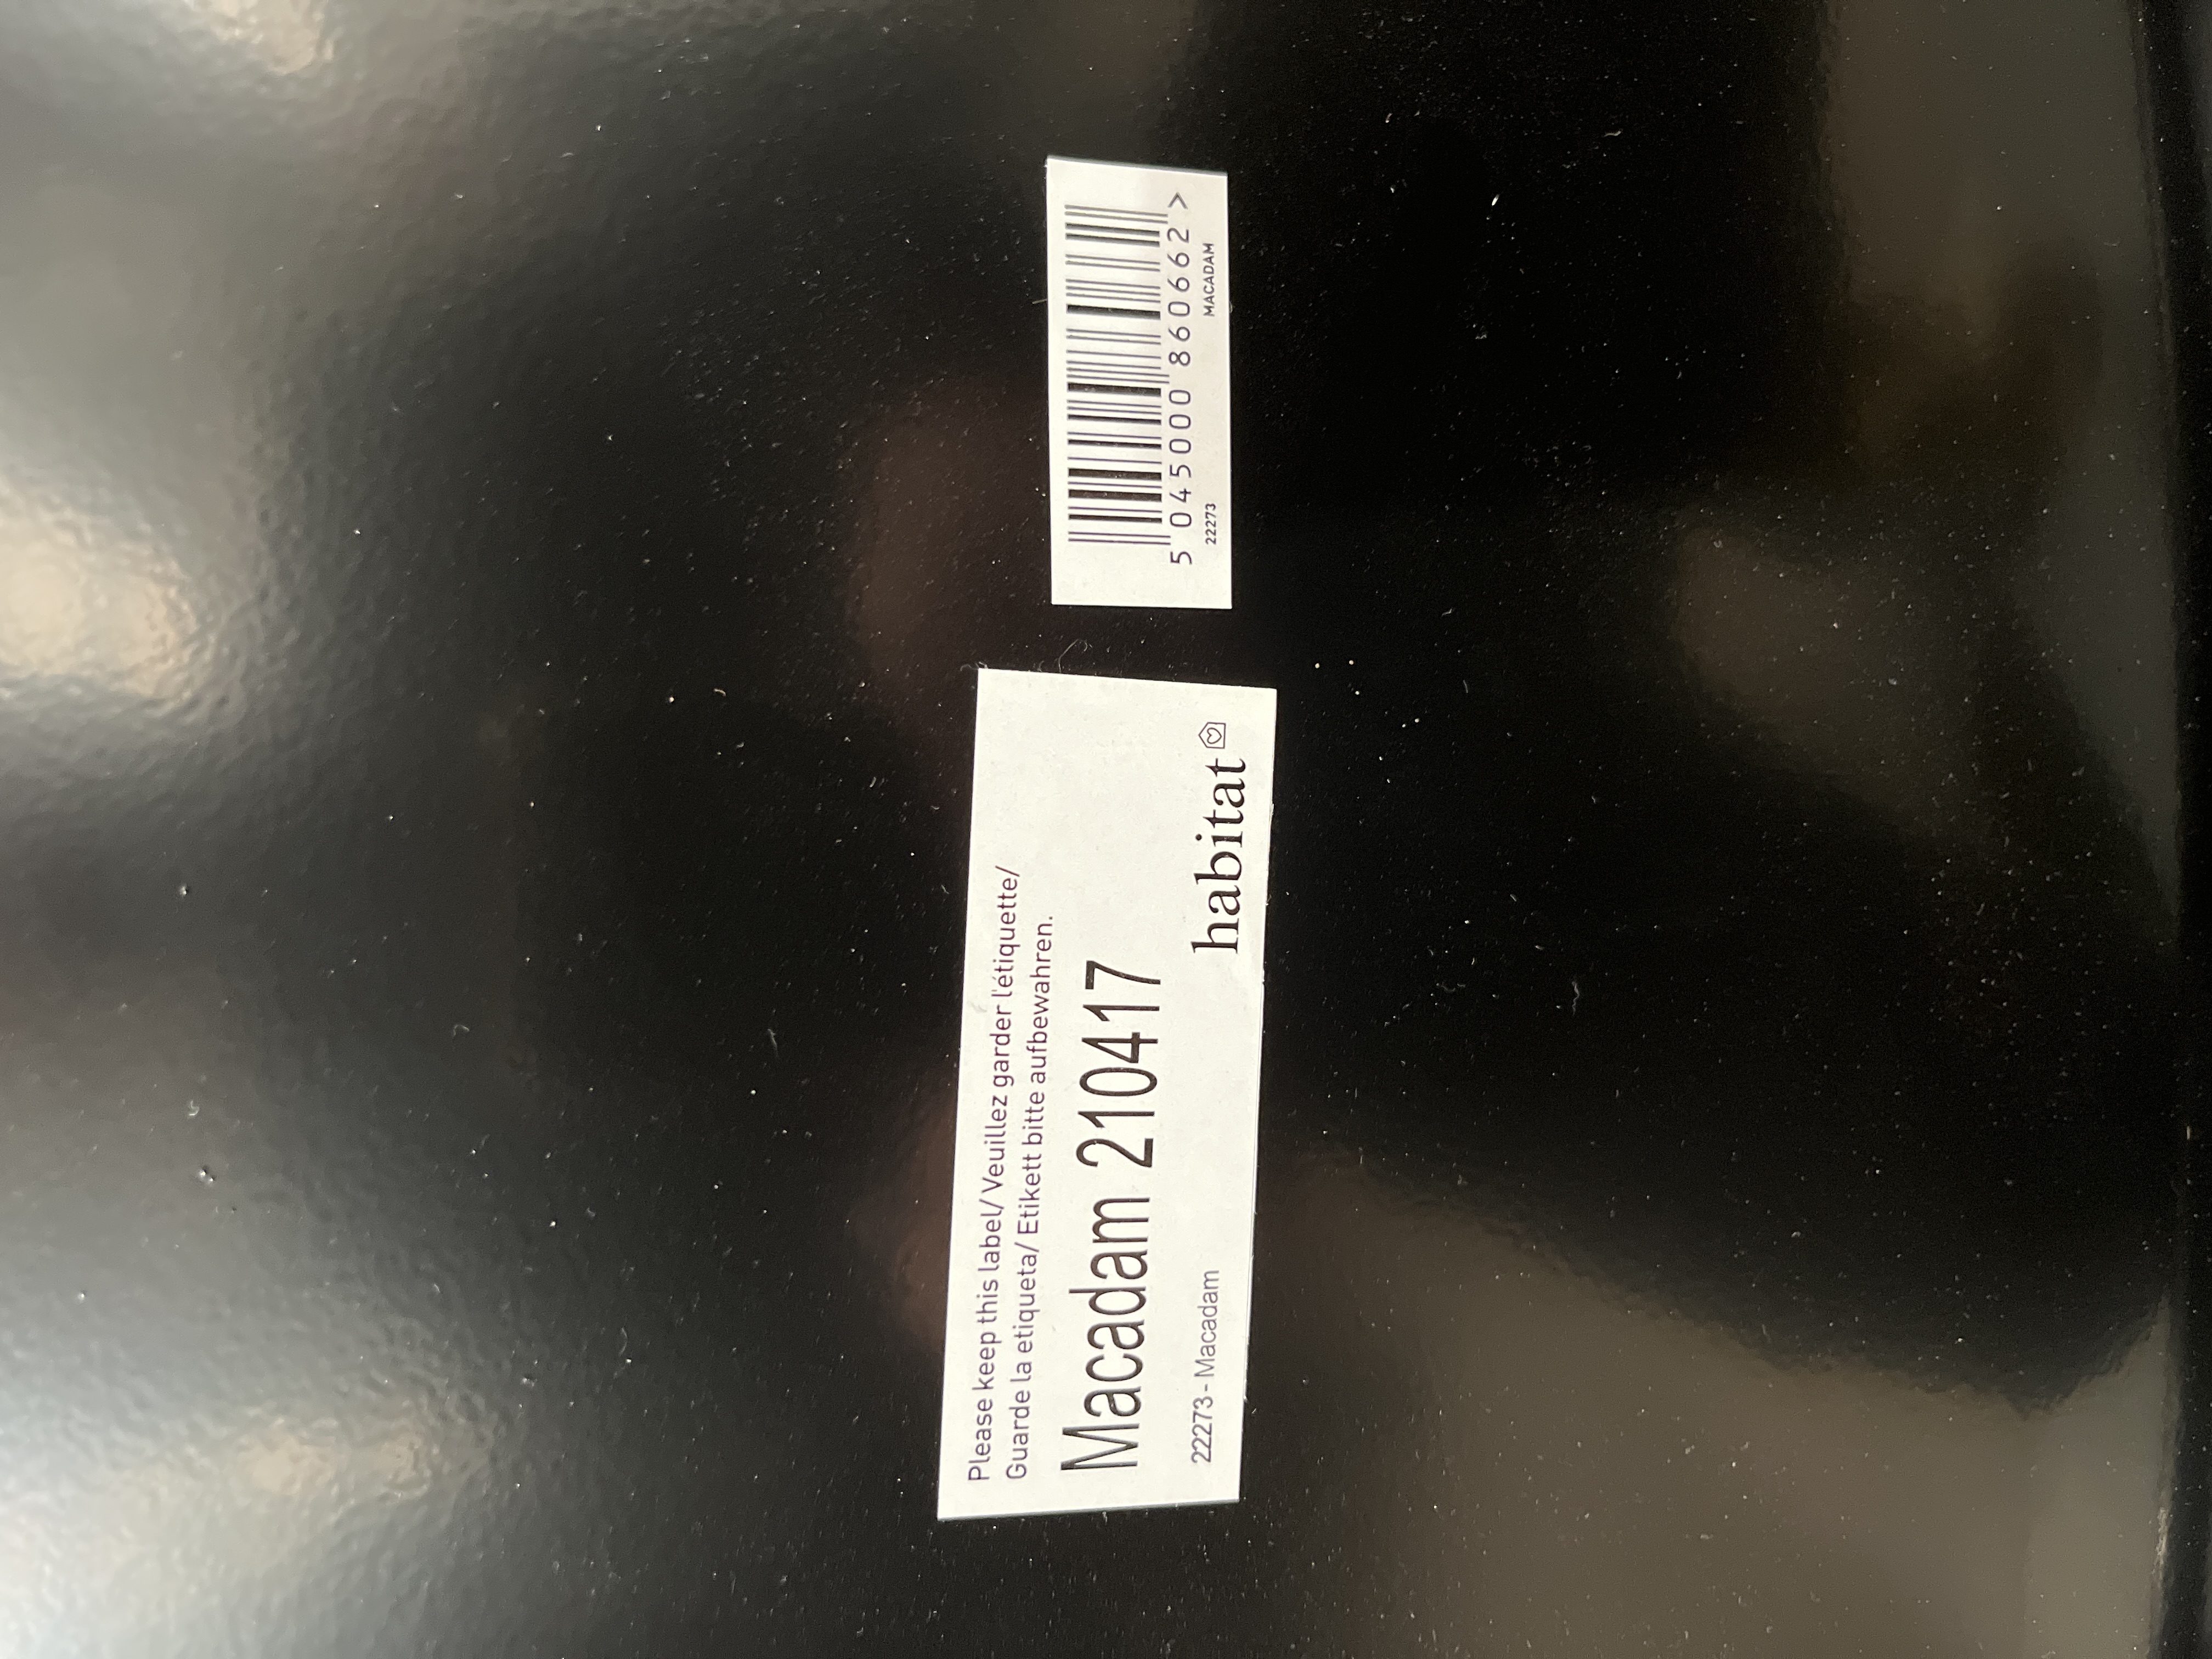 Please keep this label/ Veuillez garder l'étiquette/
Guarde la etiqueta/ Etikett bitte aufbewahren.
Macadam 210417
22273 - Macadam
habitat
5 045000 860662 >
22273 MACADAM